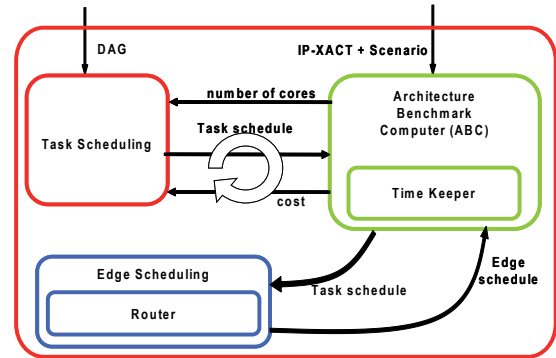 DAG
IP-XACT + Scenario
number of cores
Architecture
Benchmark
Computer (ABC)
Task schedule
Task Scheduling
Time Keeper
cost
Edge Scheduling
Edge
schedule
Task schedule
Router